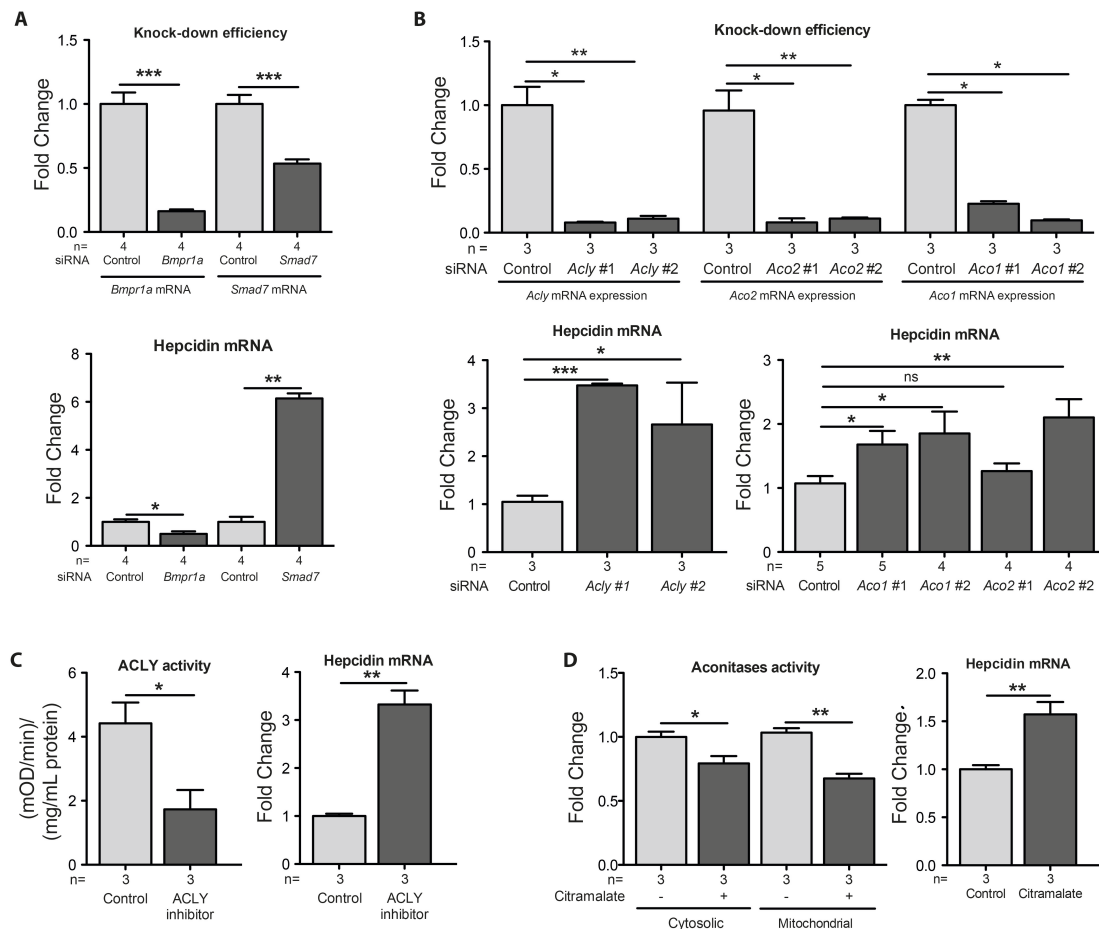 A
Knock-down efficiency
Fold Change
1.5
1.0
0.5
0.0
*** ***
n= 4 4 4 4
siRNA Control Bmpr1a Control Smad7
Bmpr1a mRNA Smad7 mRNA
Hepcidin mRNA
Fold Change
8
6
4
2
0
* **
n= 4 4 4 4
siRNA Control Bmpr1a Control Smad7
B
Knock-down efficiency
Fold Change
1.5
1.0
0.5
0.0
** ** *
* * *
n = 3 3 3 3 3 3 3 3 3
siRNA Control Acly #1 Acly #2 Control Aco2 #1 Aco2 #2 Control Aco1 #1 Aco1 #2
Acly mRNA expression Aco2 mRNA expression Aco1 mRNA expression
Hepcidin mRNA
Fold Change
4
3
2
1
0
*
***
n= 3 3 3
siRNA Control Acly #1 Acly #2
Hepcidin mRNA
Fold Change
3
2
1
0
**
ns
*
*
n= 5 5 4 4 4
siRNA Control Aco1 #1 Aco1 #2 Aco2 #1 Aco2 #2
C
ACLY activity
(mOD/min)/
(mg/mL protein)
6
4
2
0
*
n= 3 3
Control ACLY
inhibitor
Hepcidin mRNA
Fold Change
4
3
2
1
0
**
n= 3 3
Control ACLY
inhibitor
D
Aconitases activity
Fold Change
1.5
1.0
0.5
0.0
* **
n= 3 3 3 3
Citramalate - + - +
Cytosolic Mitochondrial
Hepcidin mRNA
Fold Change
2.0
1.5
1.0
0.5
0.0
**
n= 3 3
Control Citramalate